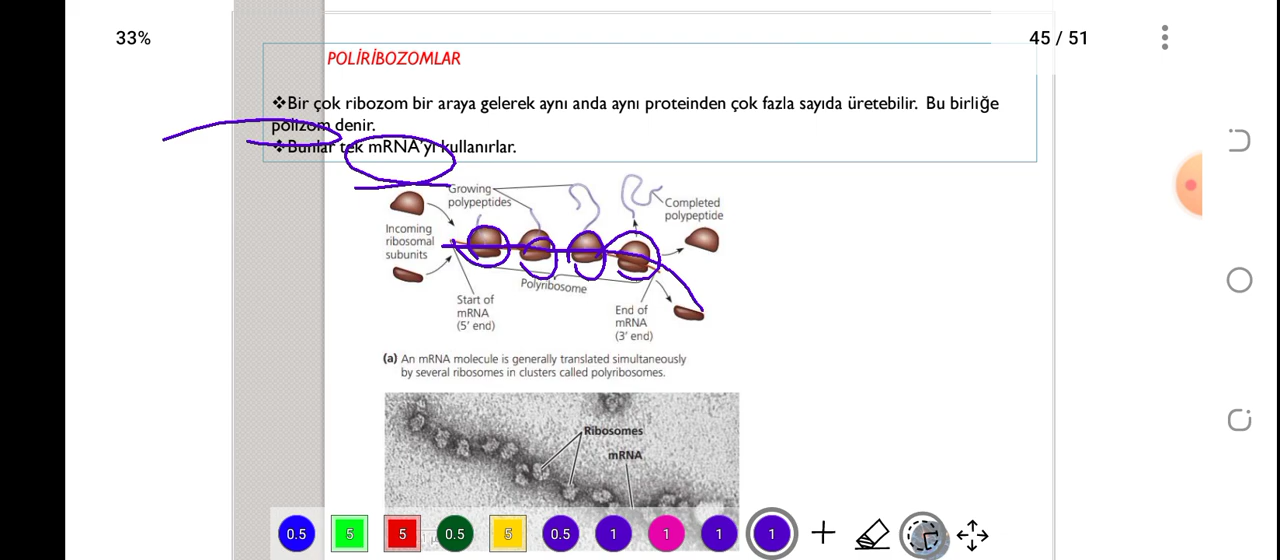 33%
45 / 51
POLİRİBOZOMLAR
❖Bir çok ribozom bir araya gelerek aynı anda aynı proteinden çok fazla sayıda üretebilir. Bu birliğe
polizom denir.
❖Bunlar tek mRNA'yı kullanırlar.
Growing
polypeptides
Completed
polypeptide
Incoming
ribosomal
subunits
Polyribosome
Start of
mRNA
(5' end)
End of
mRNA
(3' end)
(a) An mRNA molecule is generally translated simultaneously
by several ribosomes in clusters called polyribosomes.
Ribosomes
mRNA
0.5 5 5 0.5 5 0.5 1 1 1 1